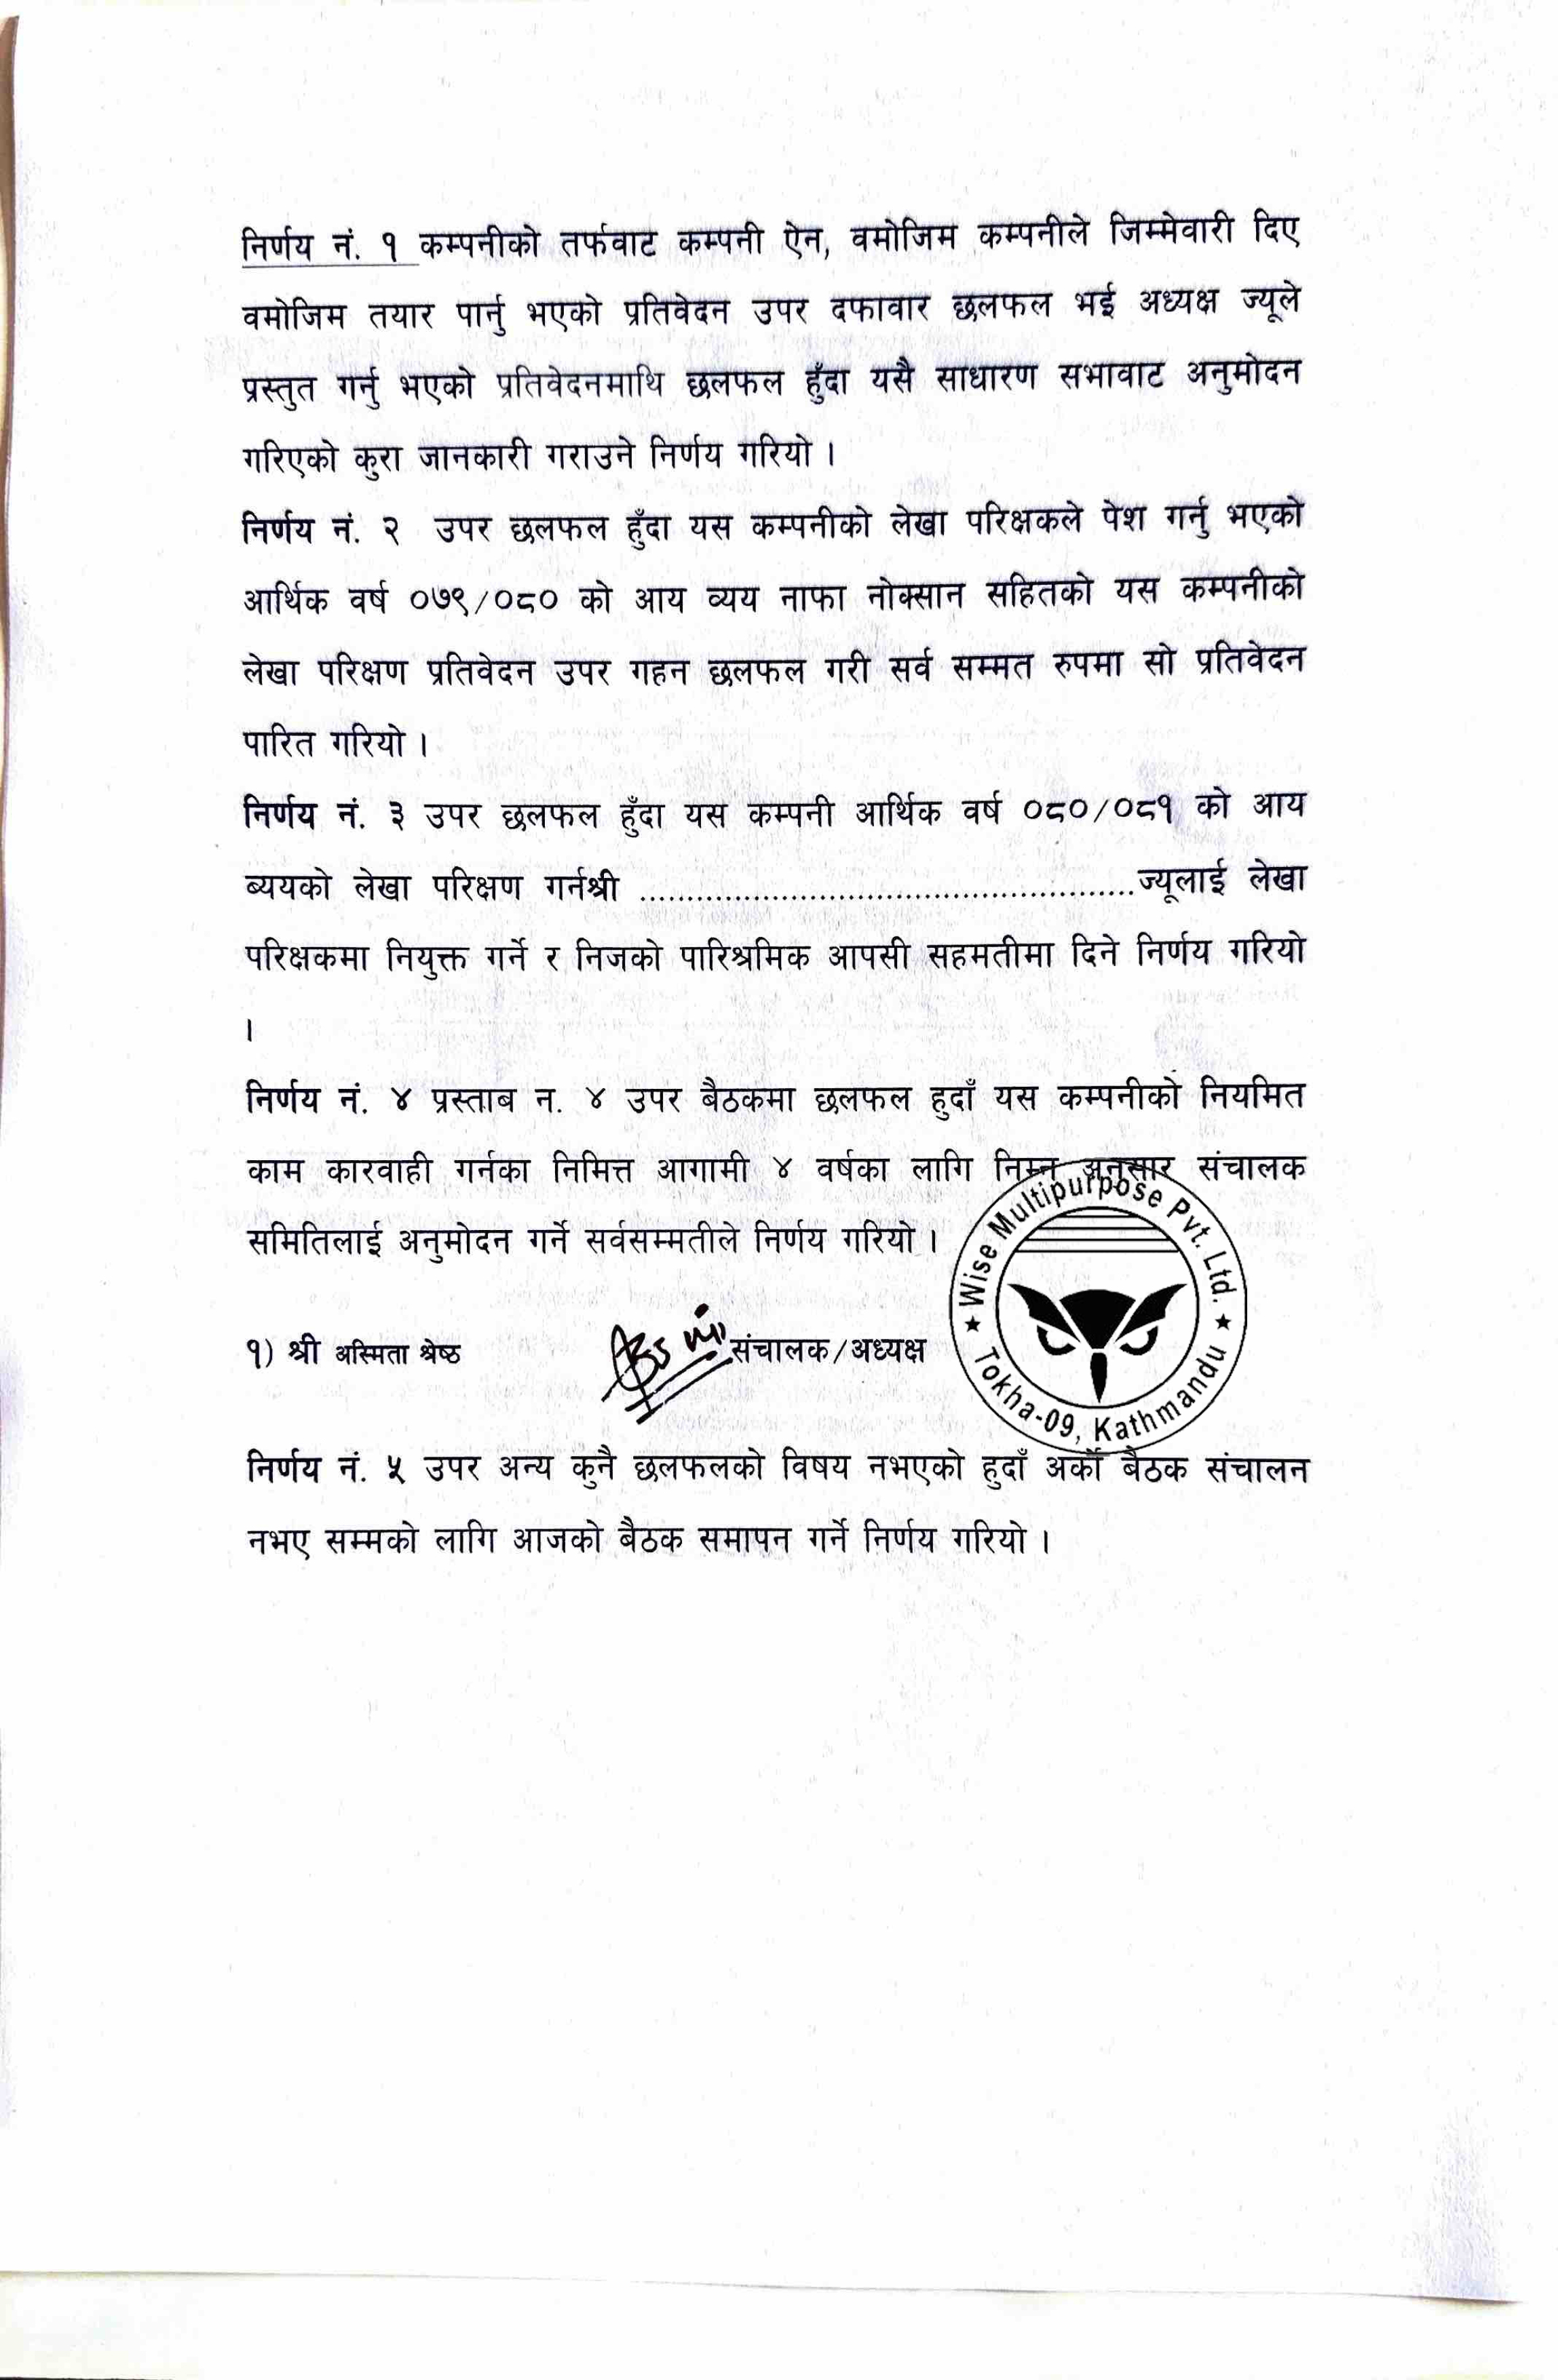 निर्णय नं. १ कम्पनीको तर्फवाट कम्पनी ऐन, वमोजिम कम्पनीले जिम्मेवारी दिए
वमोजिम तयार पार्नु भएको प्रतिवेदन उपर दफावार छलफल भई अध्यक्ष ज्यूले
प्रस्तुत गर्नु भएको प्रतिवेदनमाथि छलफल हुँदा यसै साधारण सभावाट अनुमोदन
गरिएको कुरा जानकारी गराउने निर्णय गरियो ।
निर्णय नं. २ उपर छलफल हुँदा यस कम्पनीको लेखा परिक्षकले पेश गर्नु भएको
आर्थिक वर्ष ०७९/०८० को आय व्यय नाफा नोक्सान सहितको यस कम्पनीको
लेखा परिक्षण प्रतिवेदन उपर गहन छलफल गरी सर्व सम्मत रुपमा सो प्रतिवेदन
पारित गरियो ।
निर्णय नं. ३ उपर छलफल हुँदा यस कम्पनी आर्थिक वर्ष ०८०/०८१ को आय
ब्ययको लेखा परिक्षण गर्नश्री ......................................................ज्यूलाई लेखा
परिक्षकमा नियुक्त गर्ने र निजको पारिश्रमिक आपसी सहमतीमा दिने निर्णय गरियो
।
निर्णय नं. ४ प्रस्ताब न. ४ उपर बैठकमा छलफल हुदाँ यस कम्पनीको नियमित
काम कारवाही गर्नका निमित्त आगामी ४ वर्षका लागि निम्न अनुसार संचालक
समितिलाई अनुमोदन गर्ने सर्वसम्मतीले निर्णय गरियो ।
★ Wise Multipurpose Pvt. Ltd. ★
Tokha-09, Kathmandu
१) श्री अस्मिता श्रेष्ठ संचालक/अध्यक्ष
निर्णय नं. ५ उपर अन्य कुनै छलफलको विषय नभएको हुदाँ अर्को बैठक संचालन
नभए सम्मको लागि आजको बैठक समापन गर्ने निर्णय गरियो ।